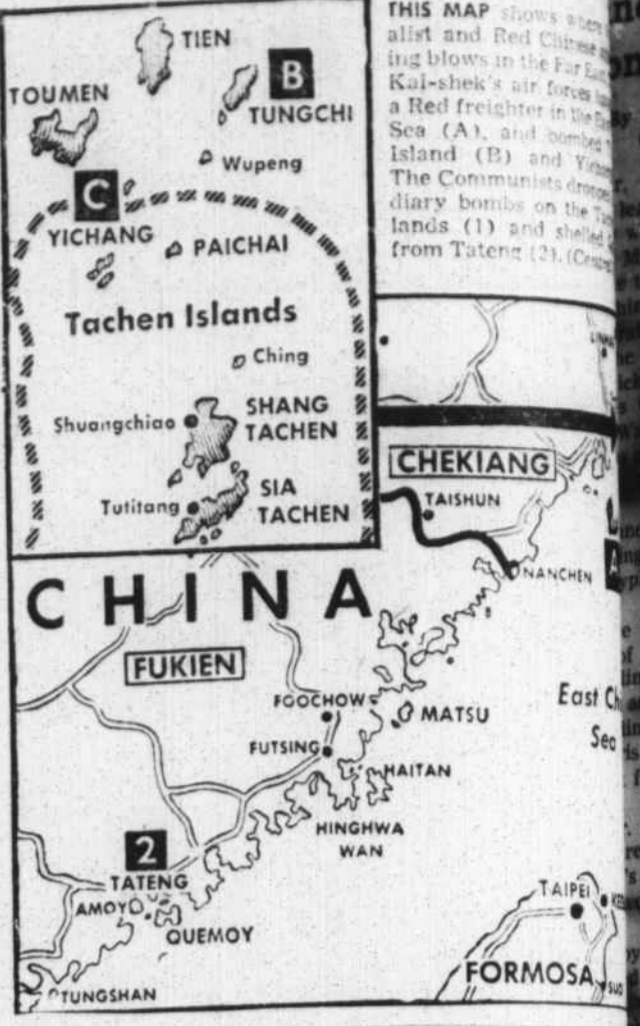 THIS MAP shows where
alist and Red Chinese
ing blows in the Far East
Kai-shek's air forces
a Red freighter in the
Sea (A), and bombed
Island (B) and
The Communists dropped
diary bombs on the
lands (1) and shelled
from Tateng (2).
TIEN
B
TOUMEN
TUNGCHI
Wupeng
C
YICHANG
PAICHAI
Tachen Islands
Ching
Shuangchiao
SHANG
TACHEN
Tutitang
SIA
TACHEN
CHEKIANG
TAISHUN
A
NANCHEN
CHINA
FUKIEN
FOOCHOW
MATSU
East Ch
Sea
FUTSING
HAITAN
HINGHWA
WAN
2
TATENG
AMOY
QUEMOY
TUNGSHAN
TAIPEI
FORMOSA